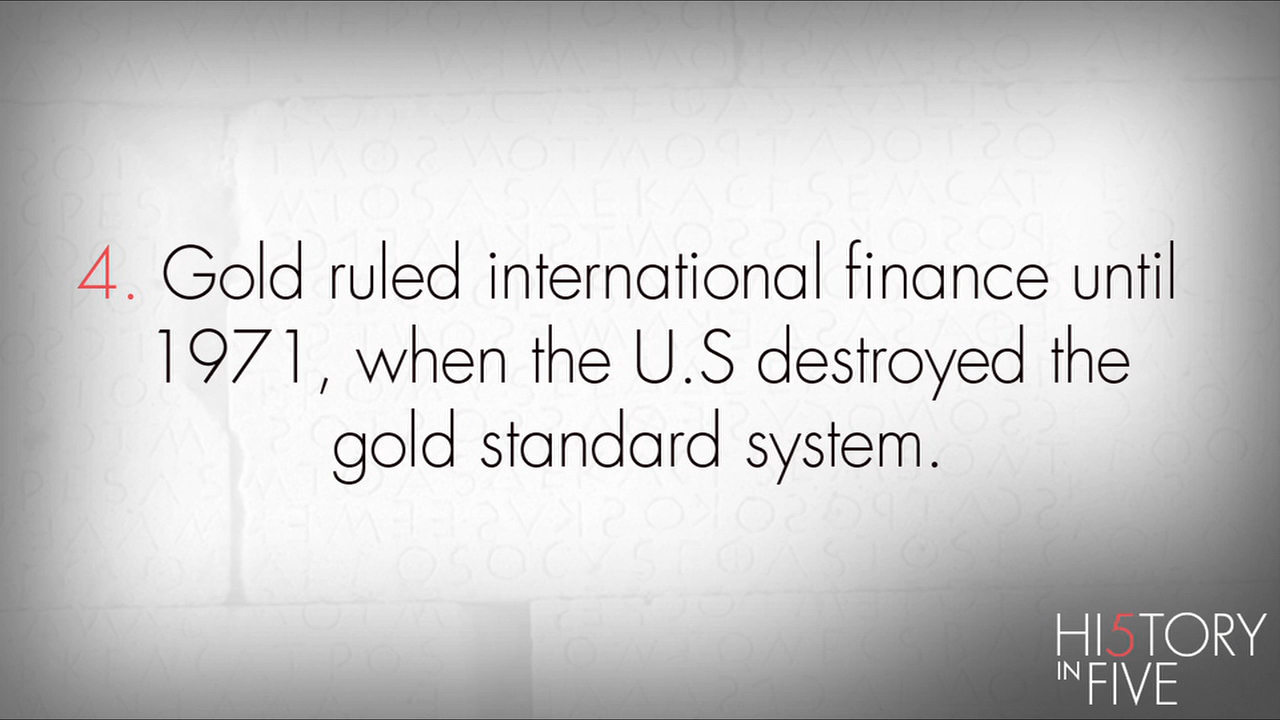 4. Gold ruled international finance until
1971, when the U.S destroyed the
gold standard system.
HI5TORY
IN FIVE